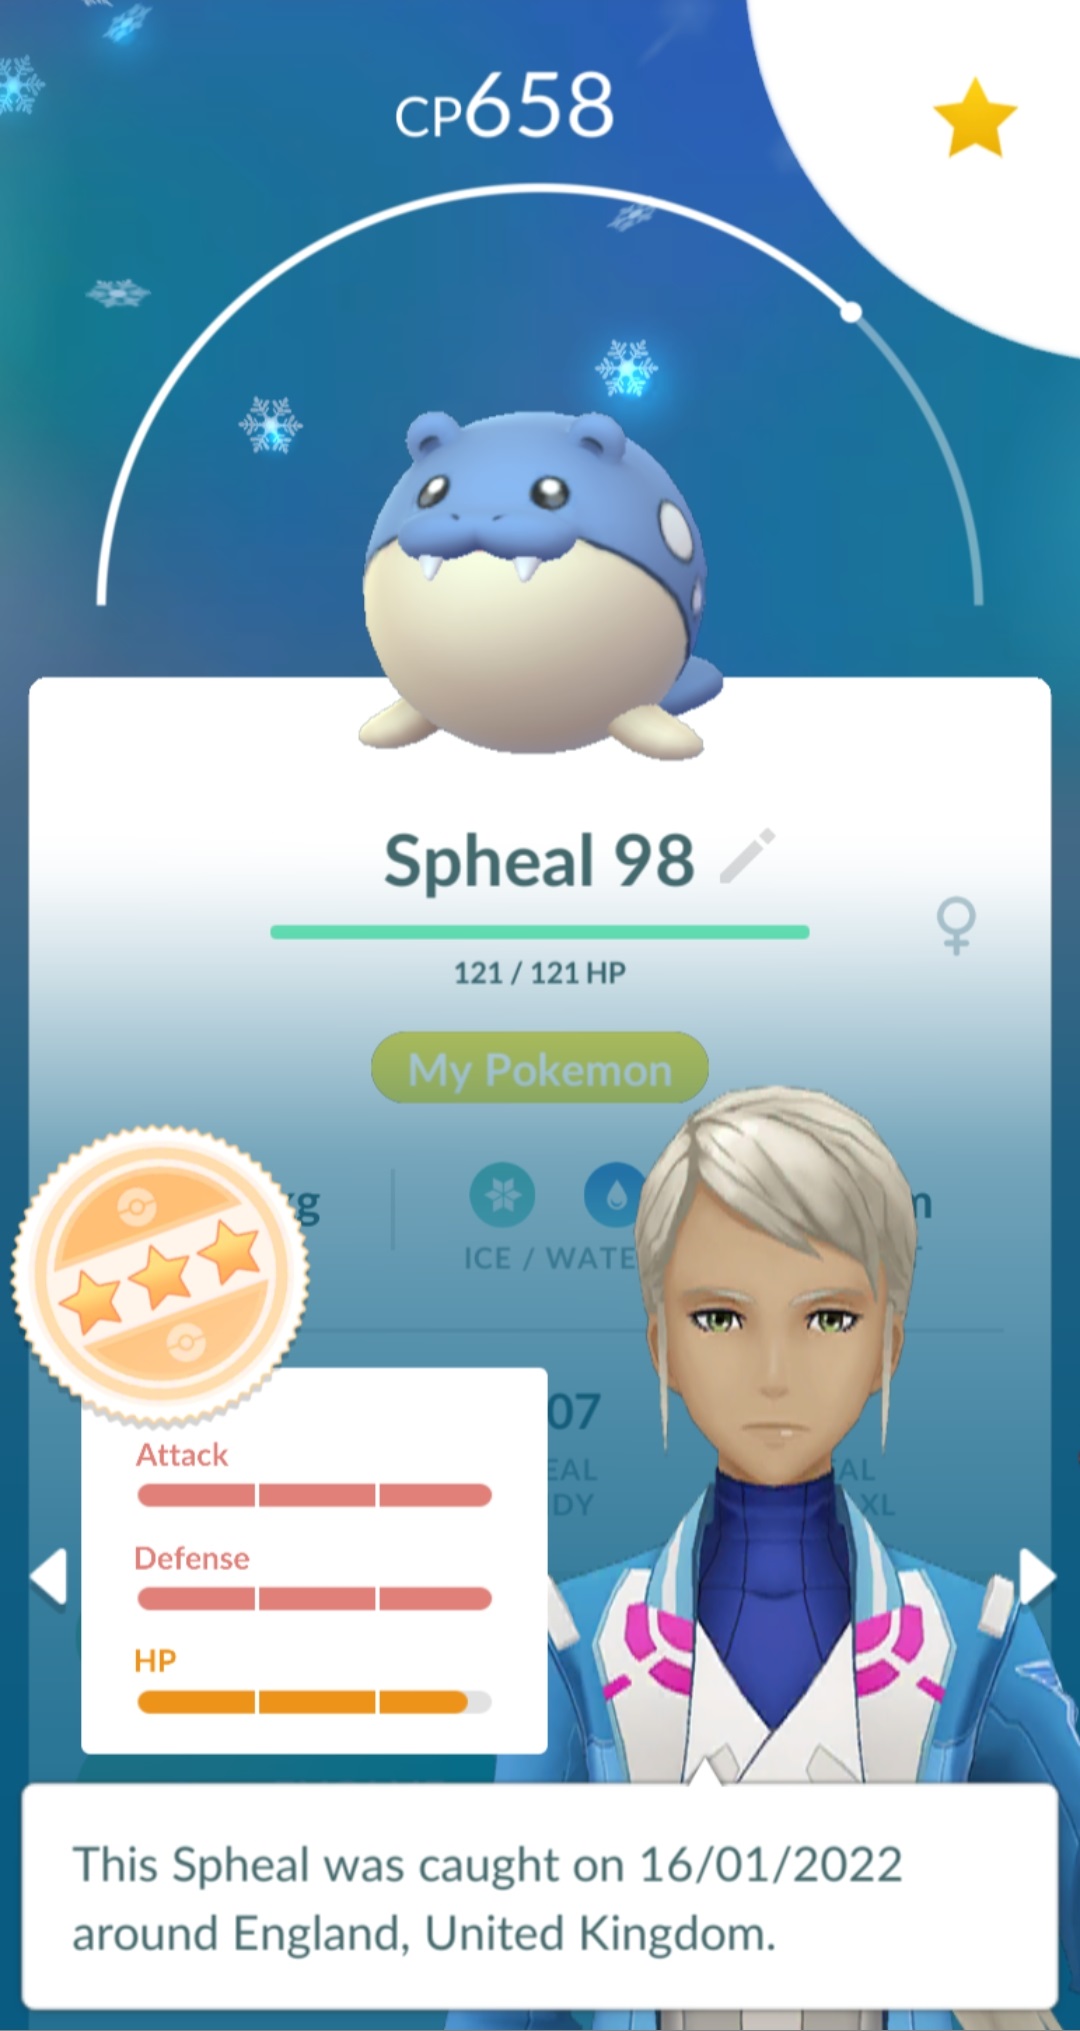 CP658
Spheal 98
121 / 121 HP
My Pokemon
kg
ICE / WATE
Attack
Defense
HP
07
EAL
DY
AL
XL
This Spheal was caught on 16/01/2022
around England, United Kingdom.